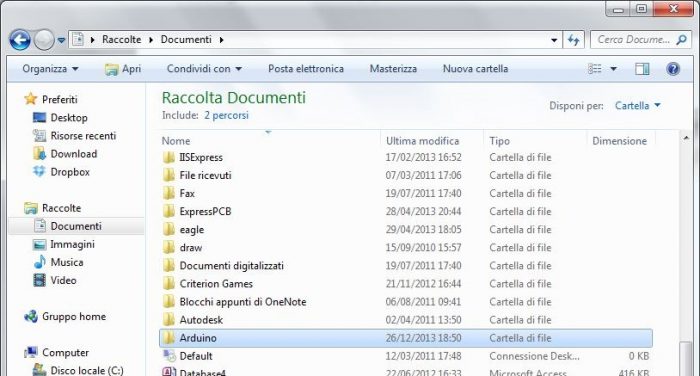 Raccolte Documenti Cerca Docume...
Organizza Apri Condividi con Posta elettronica Masterizza Nuova cartella
Preferiti
Desktop
Risorse recenti
Download
Dropbox
Raccolte
Documenti
Immagini
Musica
Video
Gruppo home
Computer
Disco locale (C:)
Raccolta Documenti
Include: 2 percorsi
Disponi per: Cartella
Nome Ultima modifica Tipo Dimensione
IISExpress 17/02/2013 16:52 Cartella di file
File ricevuti 07/03/2011 17:06 Cartella di file
Fax 19/07/2011 17:40 Cartella di file
ExpressPCB 28/04/2013 20:44 Cartella di file
eagle 29/04/2013 18:05 Cartella di file
draw 15/09/2010 15:57 Cartella di file
Documenti digitalizzati 19/07/2011 17:40 Cartella di file
Criterion Games 21/11/2012 16:44 Cartella di file
Blocchi appunti di OneNote 06/08/2011 09:41 Cartella di file
Autodesk 02/04/2011 13:50 Cartella di file
Arduino 26/12/2013 18:50 Cartella di file
Default 12/03/2011 17:48 Connessione Desk... 0 KB
Database4 22/06/2012 16:33 Microsoft Access ... 416 KB